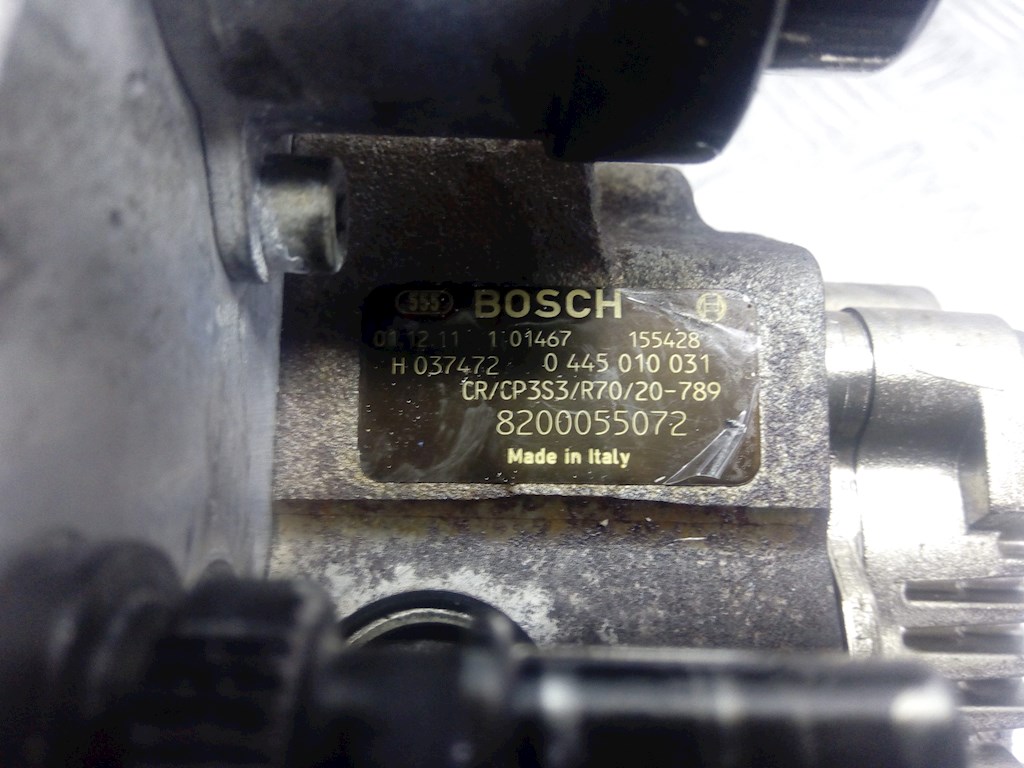 555 BOSCH
01.12.11 1 01467 155428
H 037472 0 445 010 031
CR/CP3S3/R70/20-789
8200055072
Made in Italy